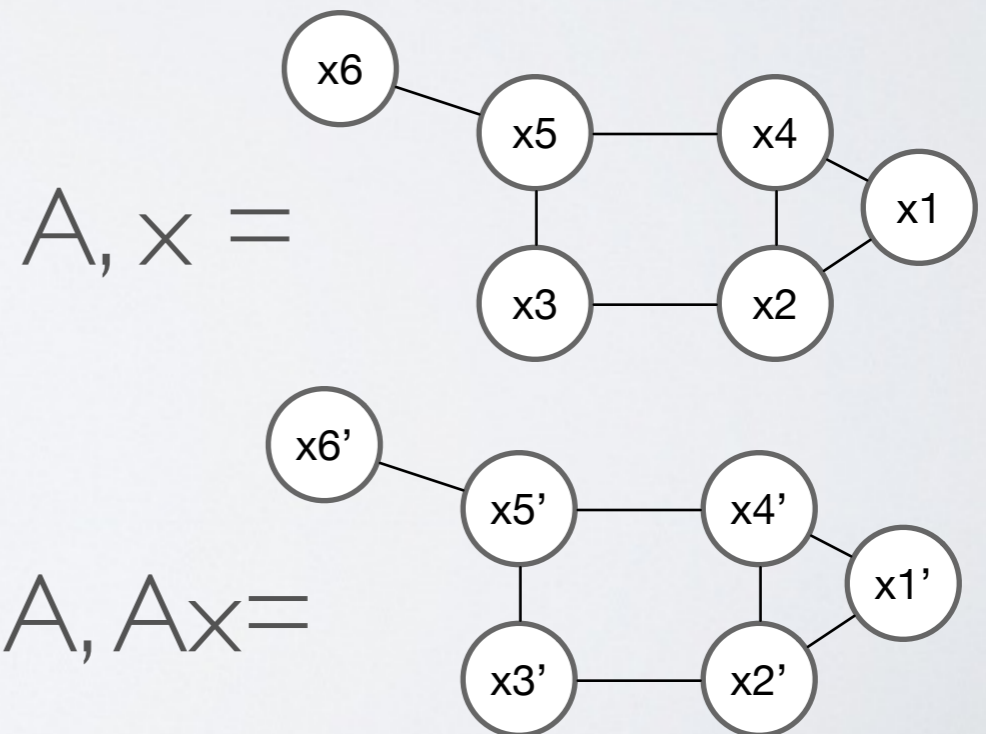 x6
x5 x4
x1
A, x =
x3 x2
x6’
x5’ x4’
x1’
A, Ax=
x3’ x2’